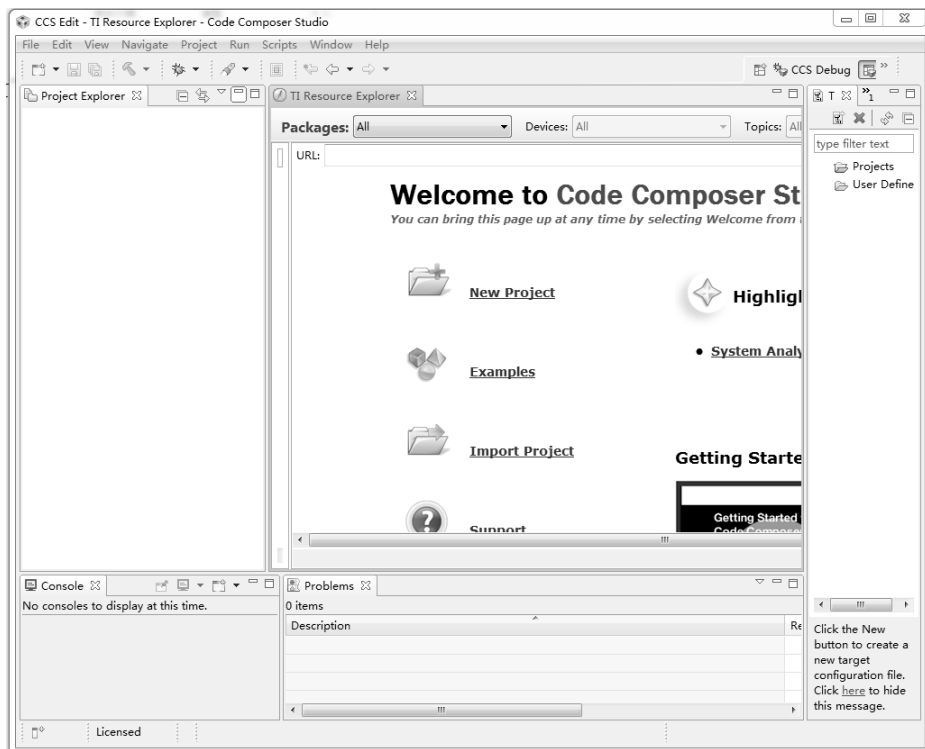 CCS Edit - TI Resource Explorer - Code Composer Studio
File Edit View Navigate Project Run Scripts Window Help
CCS Debug
Project Explorer
TI Resource Explorer
T
1
Packages: All
Devices: All
Topics: All
URL:
type filter text
Projects
User Define
Welcome to Code Composer St
You can bring this page up at any time by selecting Welcome from
New Project
Highligh
System Analy
Examples
Import Project
Getting Starte
Getting Started
Code Composer
Support
Console
No consoles to display at this time.
Problems
0 items
Description
Re
Click the New
button to create a
new target
configuration file.
Click here to hide
this message.
Licensed